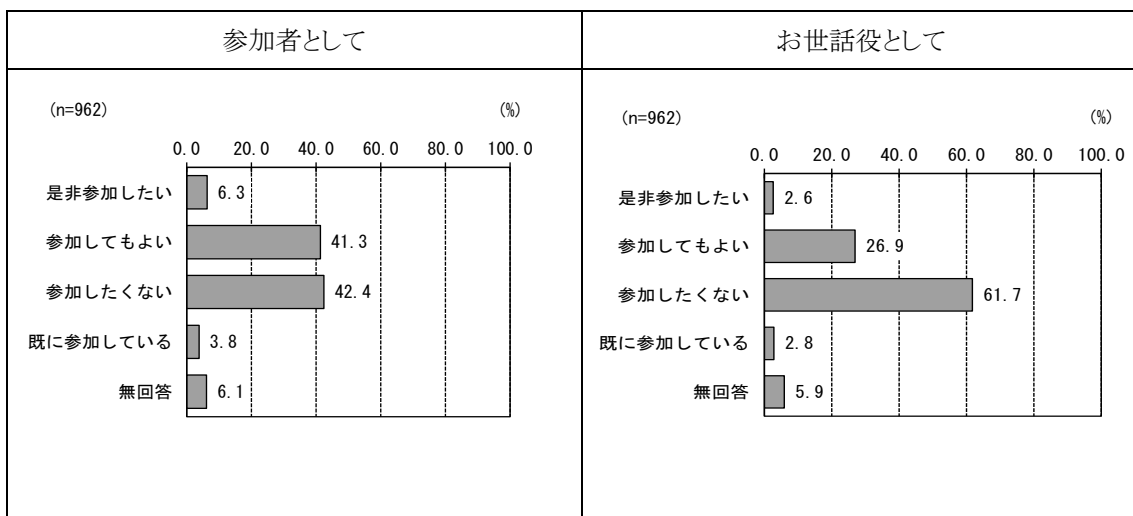 参加者として
お世話役として
(n=962)
(%)
0.0 20.0 40.0 60.0 80.0 100.0
是非参加したい 6.3
参加してもよい 41.3
参加したくない 42.4
既に参加している 3.8
無回答 6.1
(n=962)
(%)
0.0 20.0 40.0 60.0 80.0 100.0
是非参加したい 2.6
参加してもよい 26.9
参加したくない 61.7
既に参加している 2.8
無回答 5.9